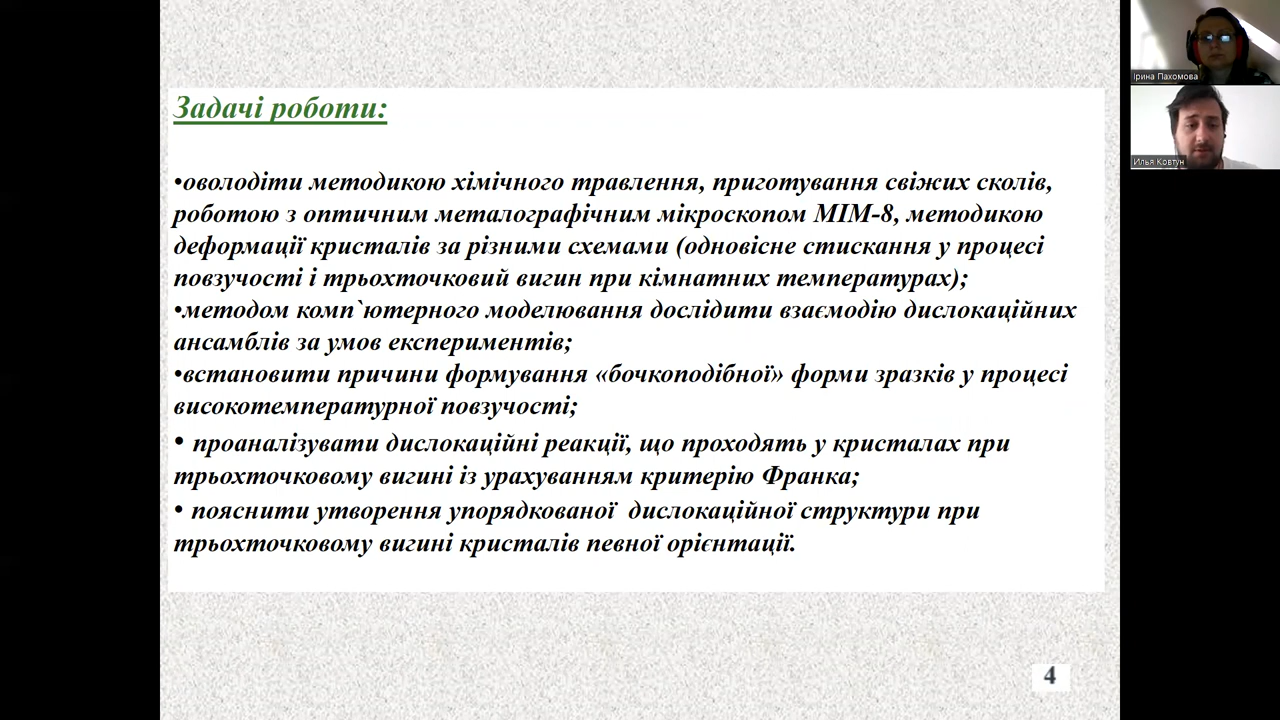 Задачі роботи:
•оволодіти методикою хімічного травлення, приготування свіжих сколів,
роботою з оптичним металографічним мікроскопом МІМ-8, методикою
деформації кристалів за різними схемами (одновісне стискання у процесі
повзучості і трьохточковий вигин при кімнатних температурах);
•методом комп`ютерного моделювання дослідити взаємодію дислокаційних
ансамблів за умов експериментів;
•встановити причини формування «бочкоподібної» форми зразків у процесі
високотемпературної повзучості;
• проаналізувати дислокаційні реакції, що проходять у кристалах при
трьохточковому вигині із урахуванням критерію Франка;
• пояснити утворення упорядкованої  дислокаційної структури при
трьохточковому вигині кристалів певної орієнтації.
4
Ірина Пахомова
Илья Ковтун